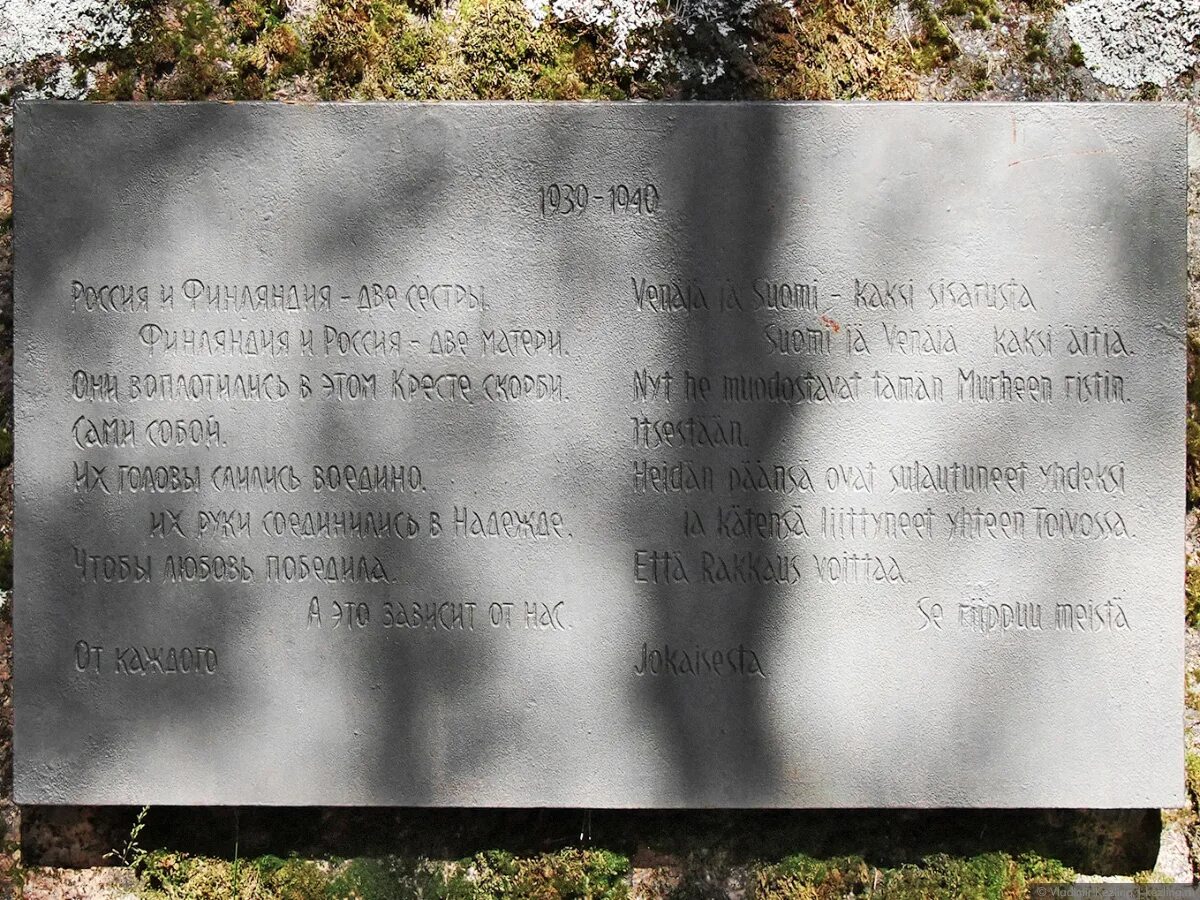 1939-1940
Россия и Финляндия - две сестры.
Финляндия и Россия - две матери.
Они воплотились в этом Кресте скорби.
Сами собой.
Их головы слились воедино.
их руки соединились в Надежде.
Чтобы любовь победила.
А это зависит от нас.
От каждого
Venäjä ja Suomi - kaksi sisarusta
Suomi ja Venäjä kaksi äitiä.
Nyt he muodostavat tämän Murheen ristin.
Itsestään.
Heidän päänsä ovat sulautuneet yhdeksi
ja kätensä liittyneet yhteen Toivossa.
Että Rakkaus voittaa.
Se riippuu meistä
Jokaisesta